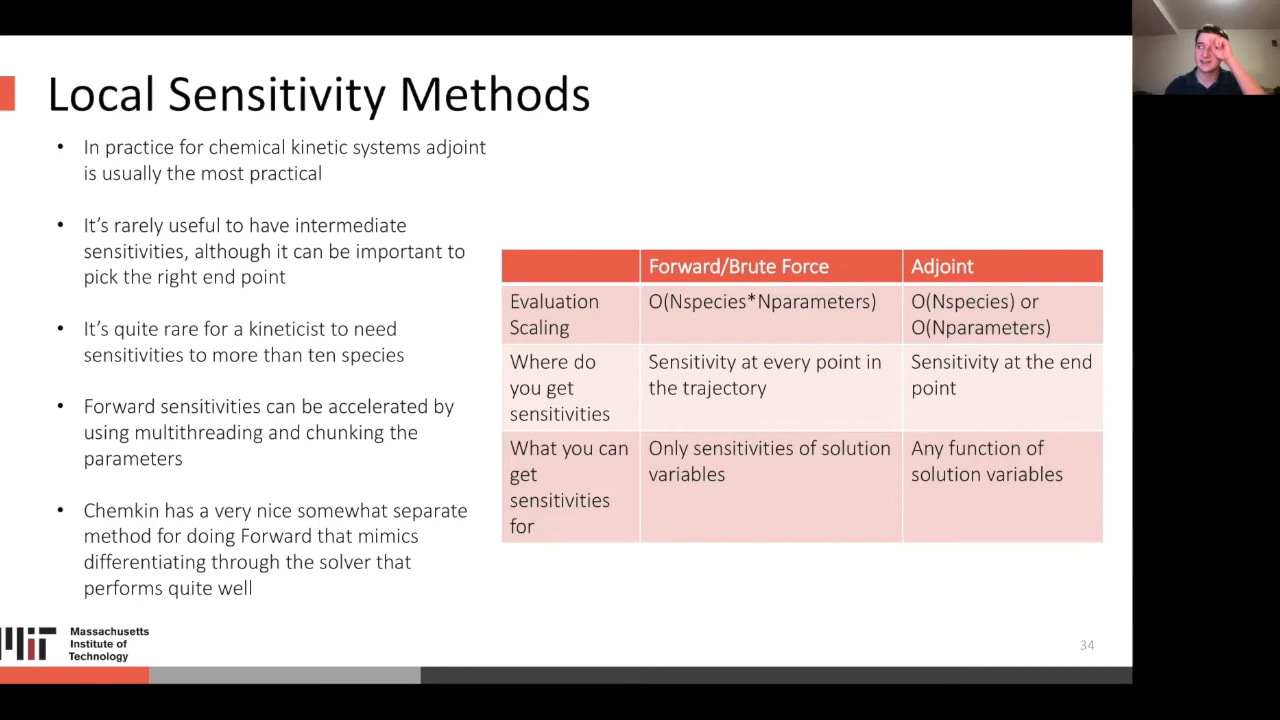 Local Sensitivity Methods
• In practice for chemical kinetic systems adjoint
is usually the most practical
• It’s rarely useful to have intermediate
sensitivities, although it can be important to
pick the right end point
• It’s quite rare for a kineticist to need
sensitivities to more than ten species
• Forward sensitivities can be accelerated by
using multithreading and chunking the
parameters
• Chemkin has a very nice somewhat separate
method for doing Forward that mimics
differentiating through the solver that
performs quite well
Forward/Brute Force
Adjoint
Evaluation
Scaling
O(Nspecies*Nparameters)
O(Nspecies) or
O(Nparameters)
Where do
you get
sensitivities
Sensitivity at every point in
the trajectory
Sensitivity at the end
point
What you can
get
sensitivities
for
Only sensitivities of solution
variables
Any function of
solution variables
Massachusetts
Institute of
Technology
34